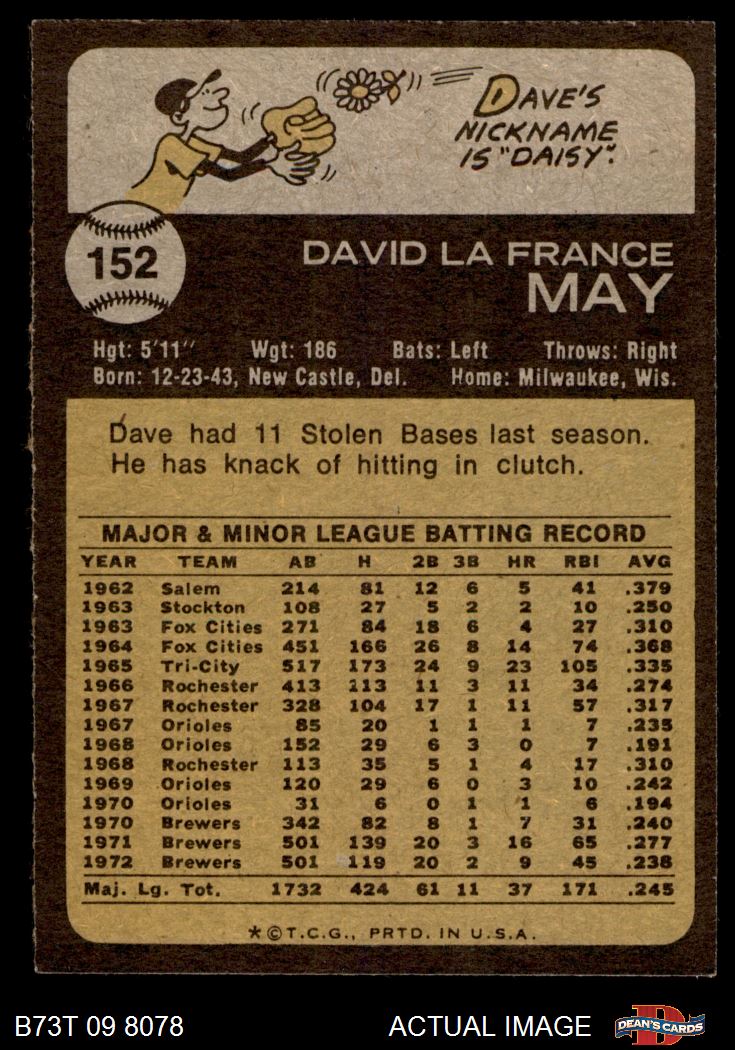 DAVE'S
NICKNAME
IS "DAISY".
152
DAVID LA FRANCE
MAY
Hgt: 5'11" Wgt: 186 Bats: Left Throws: Right
Born: 12-23-43, New Castle, Del. Home: Milwaukee, Wis.
Dave had 11 Stolen Bases last season.
He has knack of hitting in clutch.
MAJOR & MINOR LEAGUE BATTING RECORD
YEAR TEAM AB H 2B 3B HR RBI AVG
1962 Salem 214 81 12 6 5 41 .379
1963 Stockton 108 27 5 2 2 10 .250
1963 Fox Cities 271 84 18 6 4 27 .310
1964 Fox Cities 451 166 26 8 14 74 .368
1965 Tri-City 517 173 24 9 23 105 .335
1966 Rochester 413 113 11 3 11 34 .274
1967 Rochester 328 104 17 1 11 57 .317
1967 Orioles 85 20 1 1 1 7 .235
1968 Orioles 152 29 6 3 0 7 .191
1968 Rochester 113 35 5 1 4 17 .310
1969 Orioles 120 29 6 0 3 10 .242
1970 Orioles 31 6 0 1 1 6 .194
1970 Brewers 342 82 8 1 7 31 .240
1971 Brewers 501 139 20 3 16 65 .277
1972 Brewers 501 119 20 2 9 45 .238
Maj. Lg. Tot. 1732 424 61 11 37 171 .245
*©T.C.G., PRTD. IN U.S.A.
B73T 09 8078 ACTUAL IMAGE DEAN'S CARDS